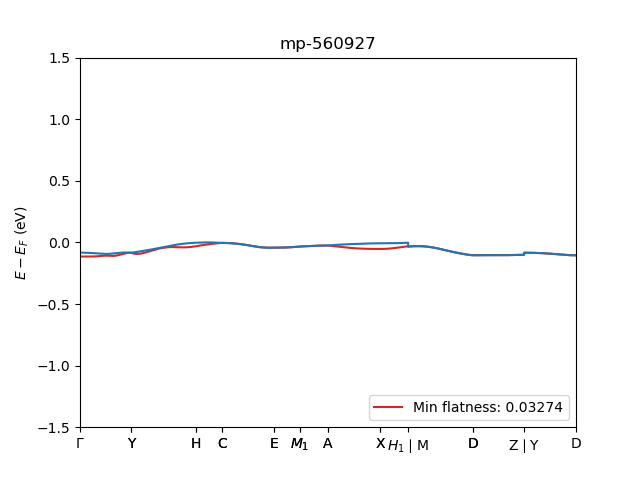 mp-560927
1.5
1.0
0.5
0.0
−0.5
−1.0
−1.5
E − E_F (eV)
Min flatness: 0.03274
Γ Y H C E M_1 A X H_1 | M D Z | Y D